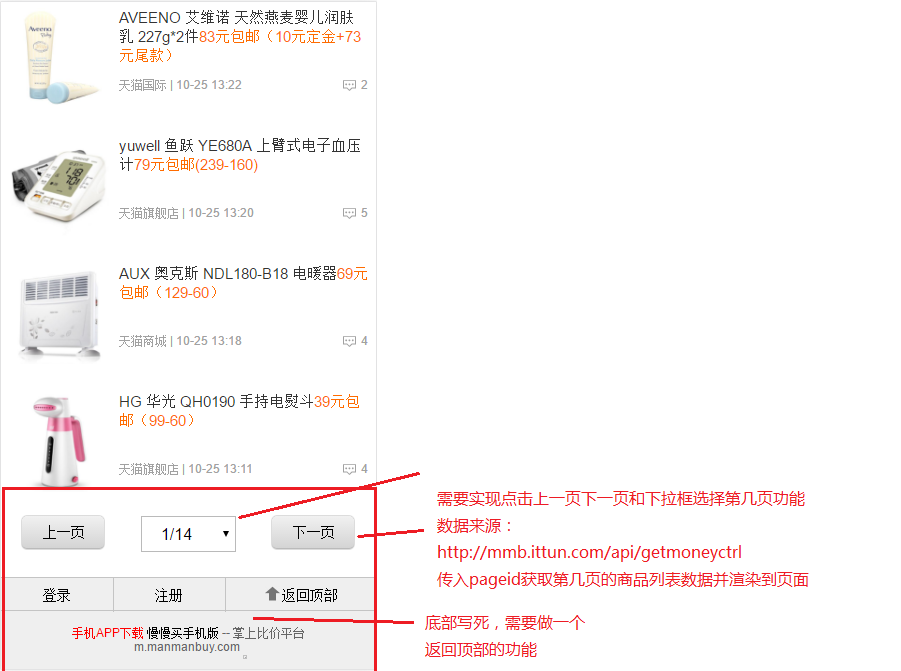 AVEENO 艾维诺 天然燕麦婴儿润肤
乳 227g*2件83元包邮（10元定金+73
元尾款）
天猫国际 | 10-25 13:22 2
yuwell 鱼跃 YE680A 上臂式电子血压
计79元包邮(239-160)
天猫旗舰店 | 10-25 13:20 5
AUX 奥克斯 NDL180-B18 电暖器69元
包邮（129-60）
天猫商城 | 10-25 13:18 4
HG 华光 QH0190 手持电熨斗39元包
邮（99-60）
天猫旗舰店 | 10-25 13:11 4
上一页 1/14 下一页
需要实现点击上一页下一页和下拉框选择第几页功能
数据来源：
http://mmb.ittun.com/api/getmoneyctrl
传入pageid获取第几页的商品列表数据并渲染到页面
登录 注册 返回顶部
手机APP下载 慢慢买手机版 -- 掌上比价平台
m.manmanbuy.com
底部写死，需要做一个
返回顶部的功能